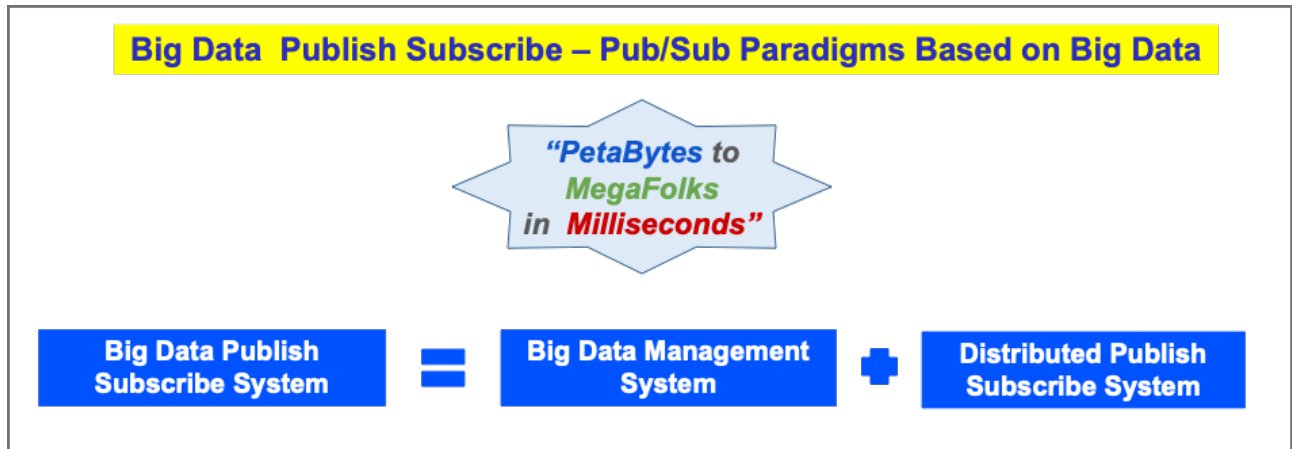 Big Data Publish Subscribe – Pub/Sub Paradigms Based on Big Data
“PetaBytes to
MegaFolks
in Milliseconds”
Big Data Publish
Subscribe System
=
Big Data Management
System
+
Distributed Publish
Subscribe System